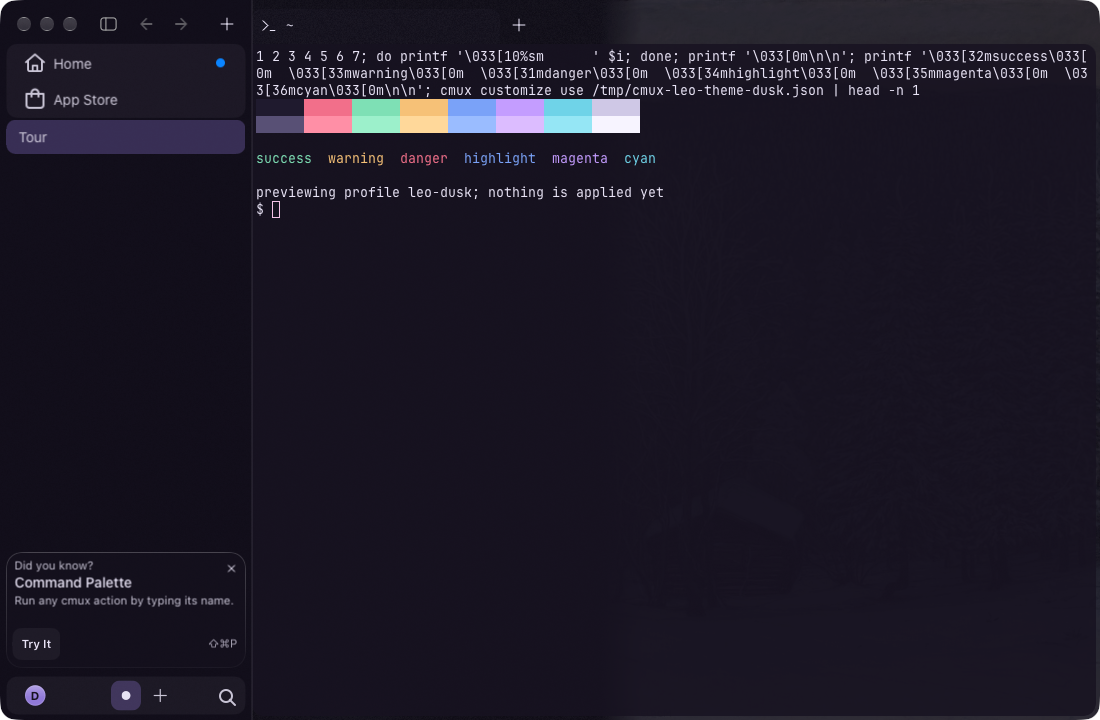 >_ ~
Home
App Store
Tour
1 2 3 4 5 6 7; do printf '\033[10%sm      ' $i; done; printf '\033[0m\n\n'; printf '\033[32msuccess\033[
0m  \033[33mwarning\033[0m  \033[31mdanger\033[0m  \033[34mhighlight\033[0m  \033[35mmagenta\033[0m  \03
3[36mcyan\033[0m\n\n'; cmux customize use /tmp/cmux-leo-theme-dusk.json | head -n 1
success  warning  danger  highlight  magenta  cyan
previewing profile leo-dusk; nothing is applied yet
$
Did you know?
Command Palette
Run any cmux action by typing its name.
Try It
⇧⌘P
D